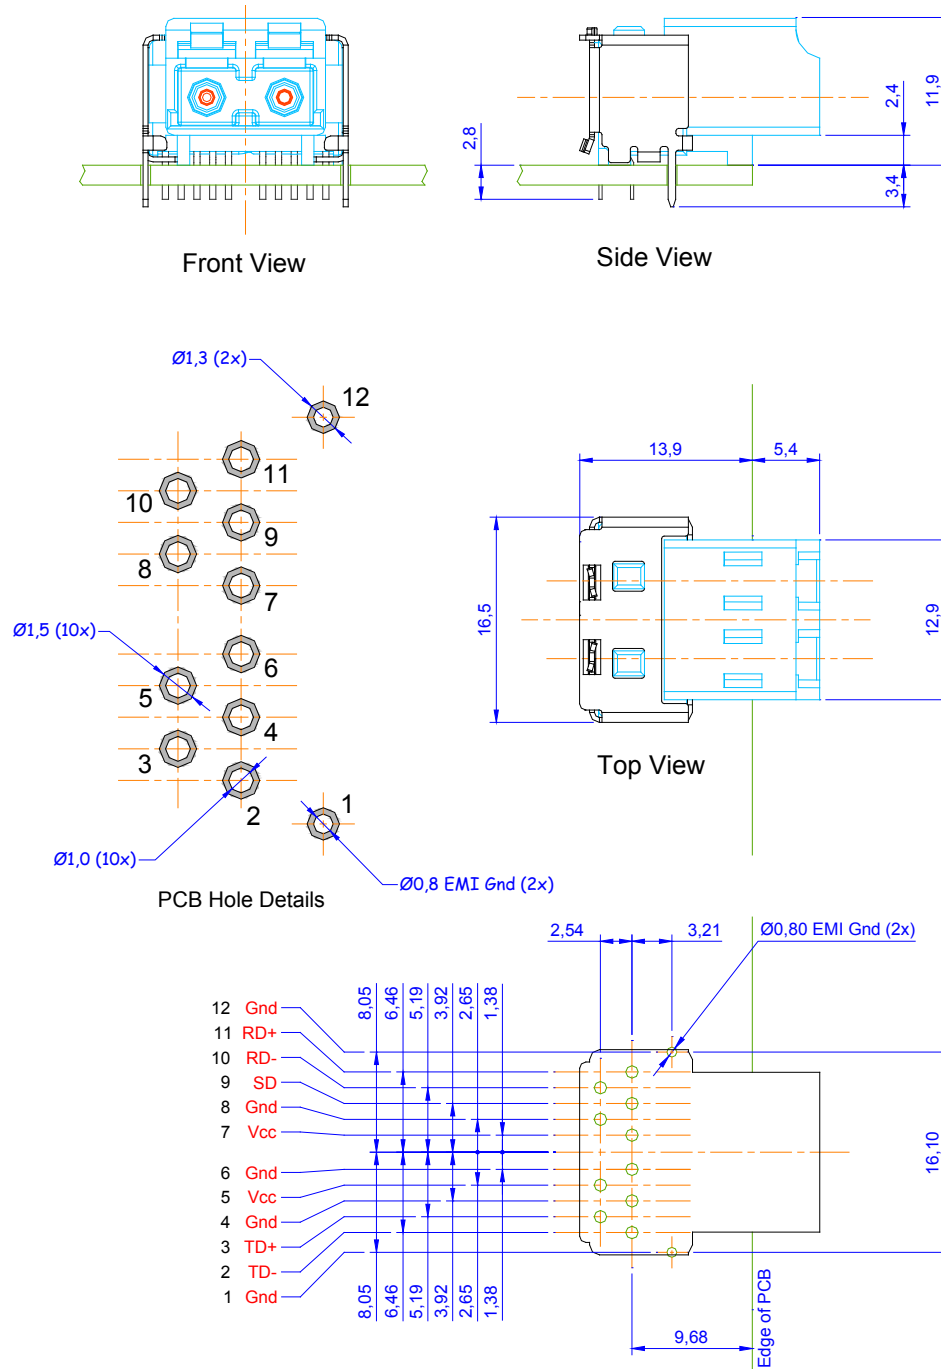 2,8
2,4
11,9
3,4
Front View
Side View
Ø1,3 (2x)
12
11
10
9
8
7
Ø1,5 (10x)
6
5
4
3
2
1
Ø1,0 (10x)
Ø0,8 EMI Gnd (2x)
PCB Hole Details
13,9
5,4
16,5
12,9
Top View
2,54
3,21
Ø0,80 EMI Gnd (2x)
8,05
6,46
5,19
3,92
2,65
1,38
12 Gnd
11 RD+
10 RD-
9 SD
8 Gnd
7 Vcc
6 Gnd
5 Vcc
4 Gnd
3 TD+
2 TD-
1 Gnd
8,05
6,46
5,19
3,92
2,65
1,38
16,10
9,68
Edge of PCB